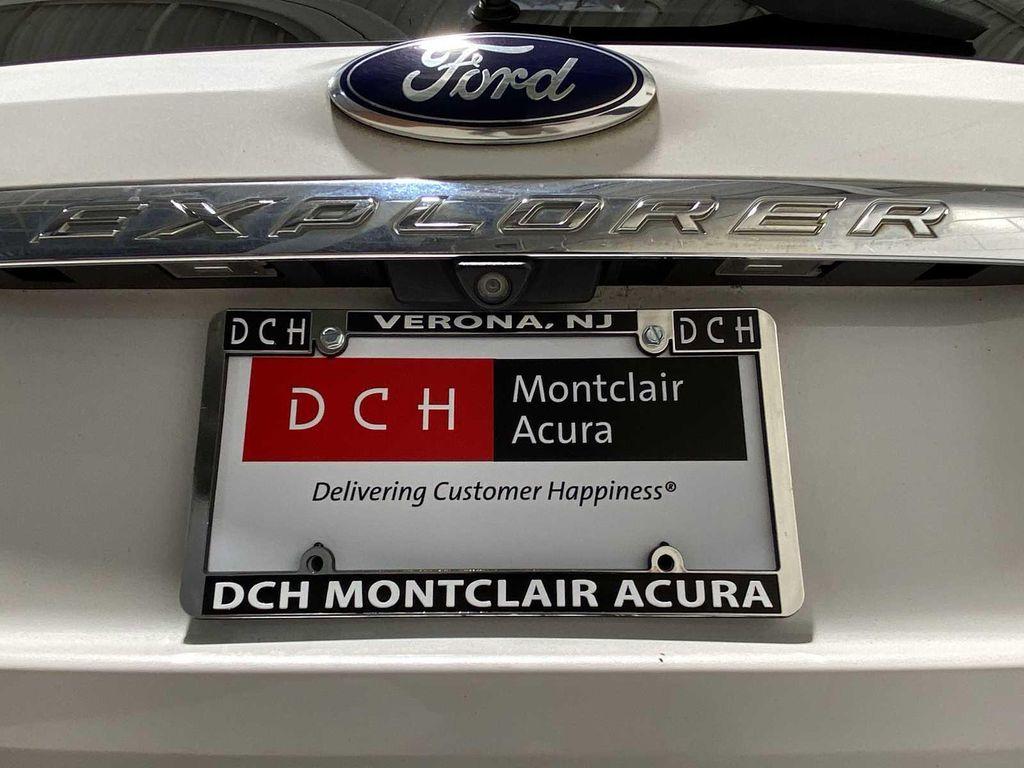 Ford
EXPLORER
DCH VERONA, NJ DCH
DCH Montclair
Acura
Delivering Customer Happiness®
DCH MONTCLAIR ACURA